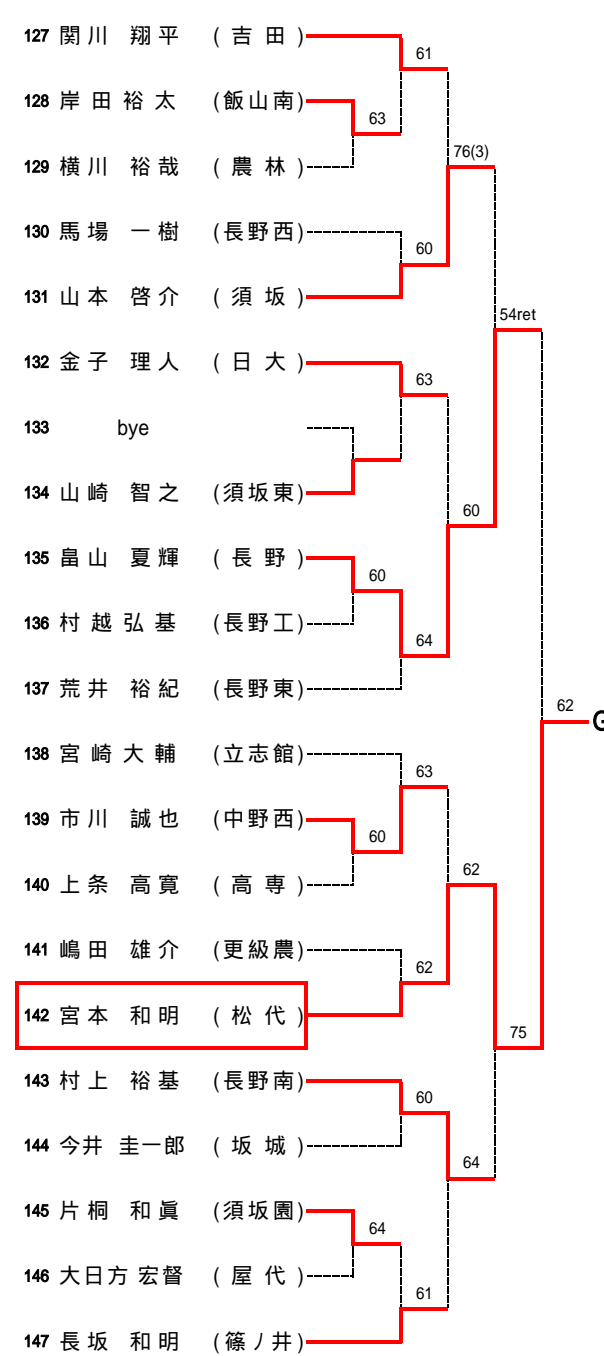 127 関川 翔平 (吉田)
61
128 岸田裕太 (飯山南)
63
76(3)
129 横川 裕哉 (農林)
130 馬場 一樹 (長野西)
60
131 山本 啓介 (須坂)
54ret
132 金子 理人 (日大)
63
133 bye
134 山崎 智之 (須坂東)
60
135 畠山 夏輝 (長野)
60
136 村越弘基 (長野工)
64
137 荒井 裕紀 (長野東)
62 G
138 宮崎大輔 (立志館)
63
139 市川 誠也 (中野西)
60
62
140 上条 高寛 (高専)
141 嶋田 雄介 (更級農)
62
142 宮本 和明 (松代)
75
143 村上 裕基 (長野南)
60
144 今井 圭一郎 (坂城)
64
145 片桐 和眞 (須坂園)
64
146 大日方 宏督 (屋代)
61
147 長坂 和明 (篠ノ井)